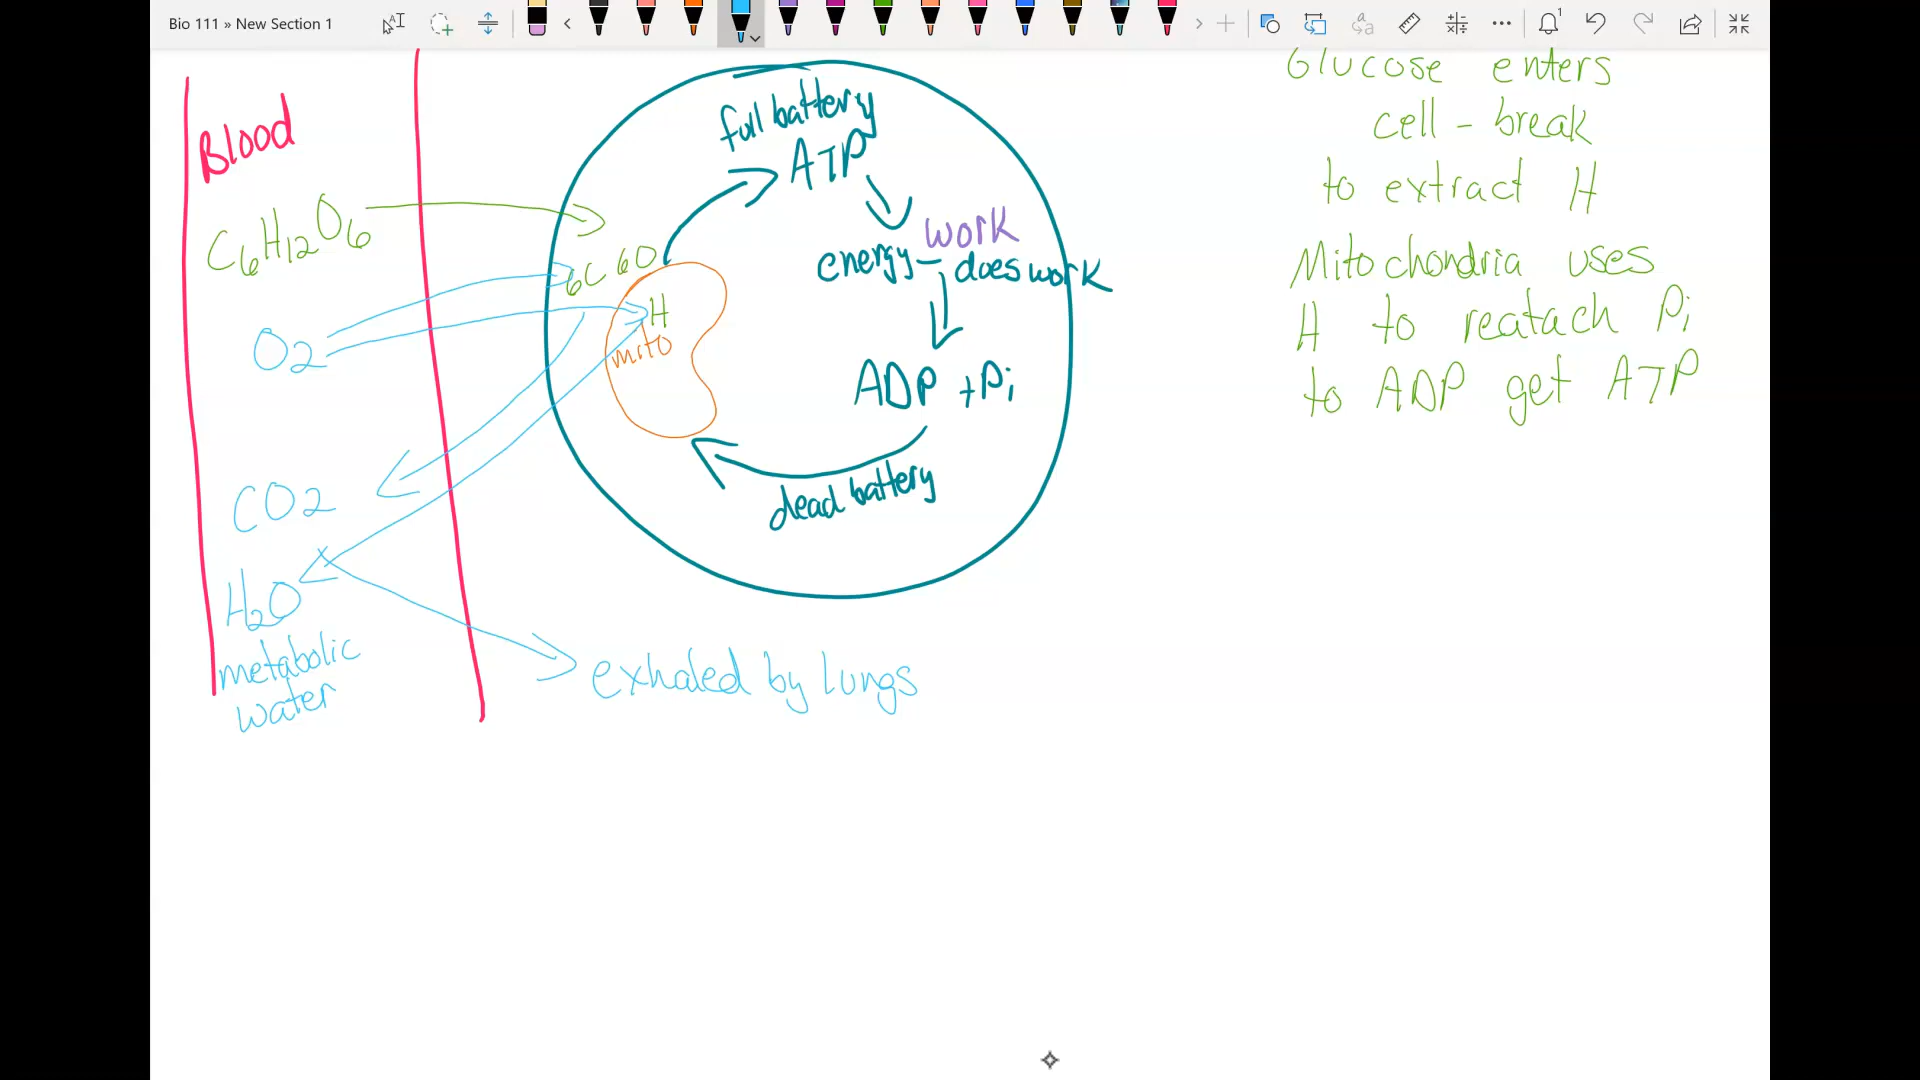 Bio 111 » New Section 1
Blood
C6H12O6
O2
CO2
H2O
metabolic
water
full battery
ATP
work
energy – does work
ADP + Pi
dead battery
6C 6O
H
mito
exhaled by lungs
Glucose enters
cell – break
to extract H
Mitochondria uses
H to reatach Pi
to ADP get ATP